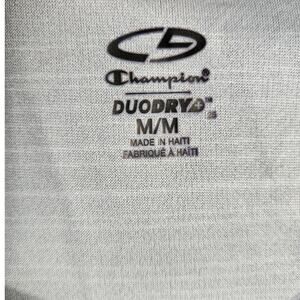 Champion
DUODRY+
M/M
MADE IN HAITI
FABRIQUÉ À HAÏTI